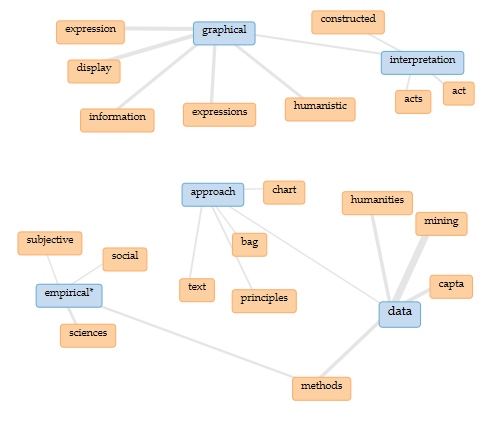 constructed
expression
graphical
interpretation
display
act
acts
humanistic
expressions
information
approach
chart
humanities
mining
subjective
bag
social
capta
text
empirical*
principles
data
sciences
methods